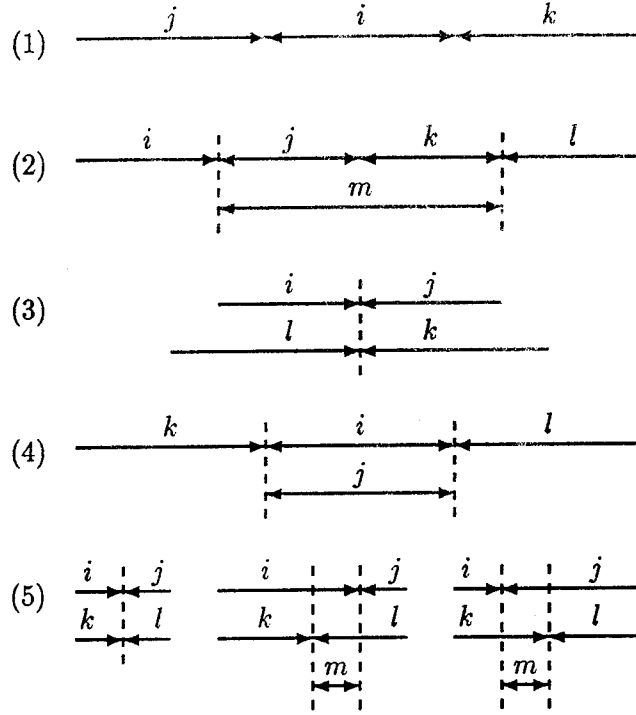 (1) j i k
(2) i j k l
m
(3) i j
l k
(4) k i l
j
(5) i j i j i j
k l k l k l
m m